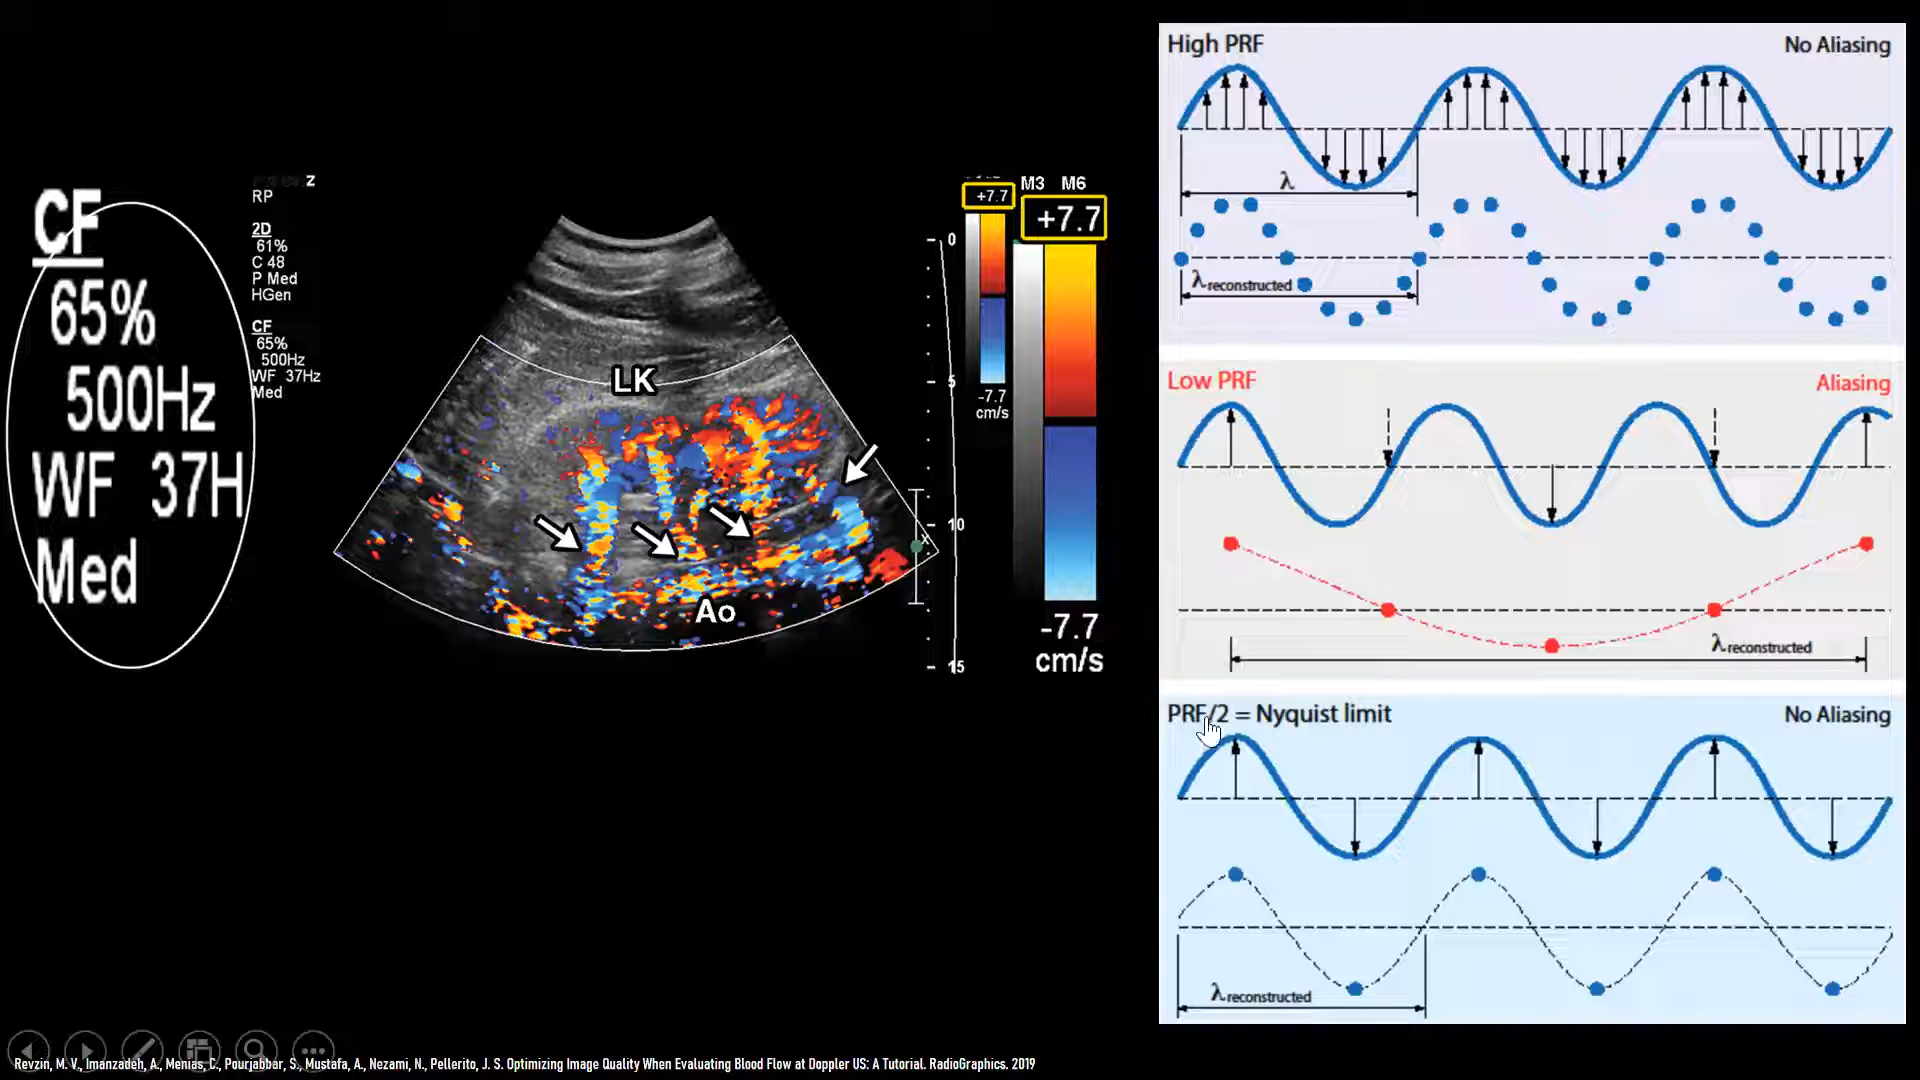 CF
65%
500Hz
WF 37H
Med
z
RP
2D
61%
C 48
P Med
HGen
CF
65%
500Hz
WF 37Hz
Med
LK
Ao
0
5
10
15
x
+7.7
-7.7
cm/s
M3 M6
+7.7
-7.7
cm/s
High PRF
No Aliasing
λ
λ reconstructed
Low PRF
Aliasing
λ reconstructed
PRF/2 = Nyquist limit
No Aliasing
λ reconstructed
Revzin, M. V., Imanzadeh, A., Menias, C., Pourjabbar, S., Mustafa, A., Nezami, N., Pellerito, J. S. Optimizing Image Quality When Evaluating Blood Flow at Doppler US: A Tutorial. RadioGraphics. 2019